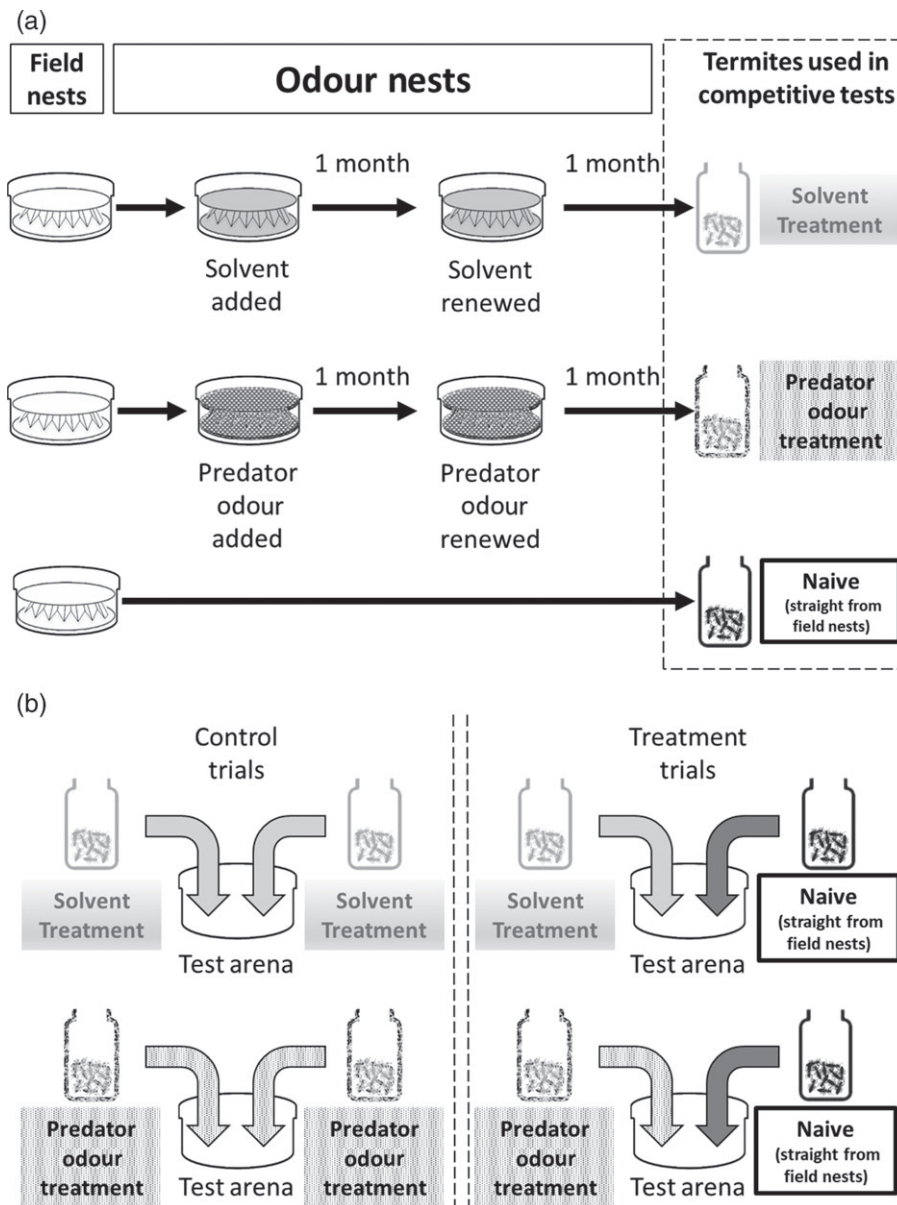 (a)
Field
nests
Odour nests
Termites used in
competitive tests
1 month
1 month
Solvent
added
Solvent
renewed
Solvent
Treatment
1 month
1 month
Predator
odour
added
Predator
odour
renewed
Predator
odour
treatment
Naive
(straight from
field nests)
(b)
Control
trials
Treatment
trials
Solvent
Treatment
Test arena
Solvent
Treatment
Solvent
Treatment
Test arena
Naive
(straight from
field nests)
Predator
odour
treatment
Test arena
Predator
odour
treatment
Predator
odour
treatment
Test arena
Naive
(straight from
field nests)